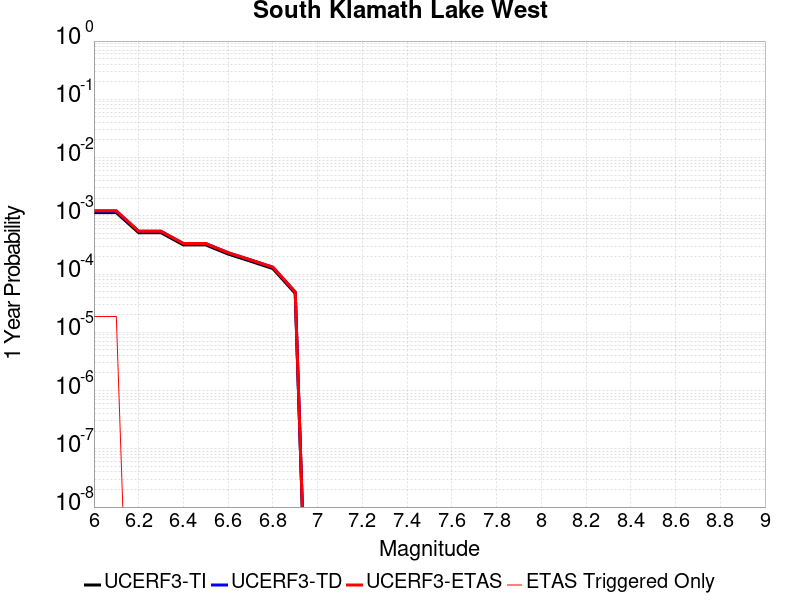 South Klamath Lake West
10^0
10^-1
10^-2
10^-3
10^-4
10^-5
10^-6
10^-7
10^-8
1 Year Probability
6 6.2 6.4 6.6 6.8 7 7.2 7.4 7.6 7.8 8 8.2 8.4 8.6 8.8 9
Magnitude
UCERF3-TI UCERF3-TD UCERF3-ETAS ETAS Triggered Only